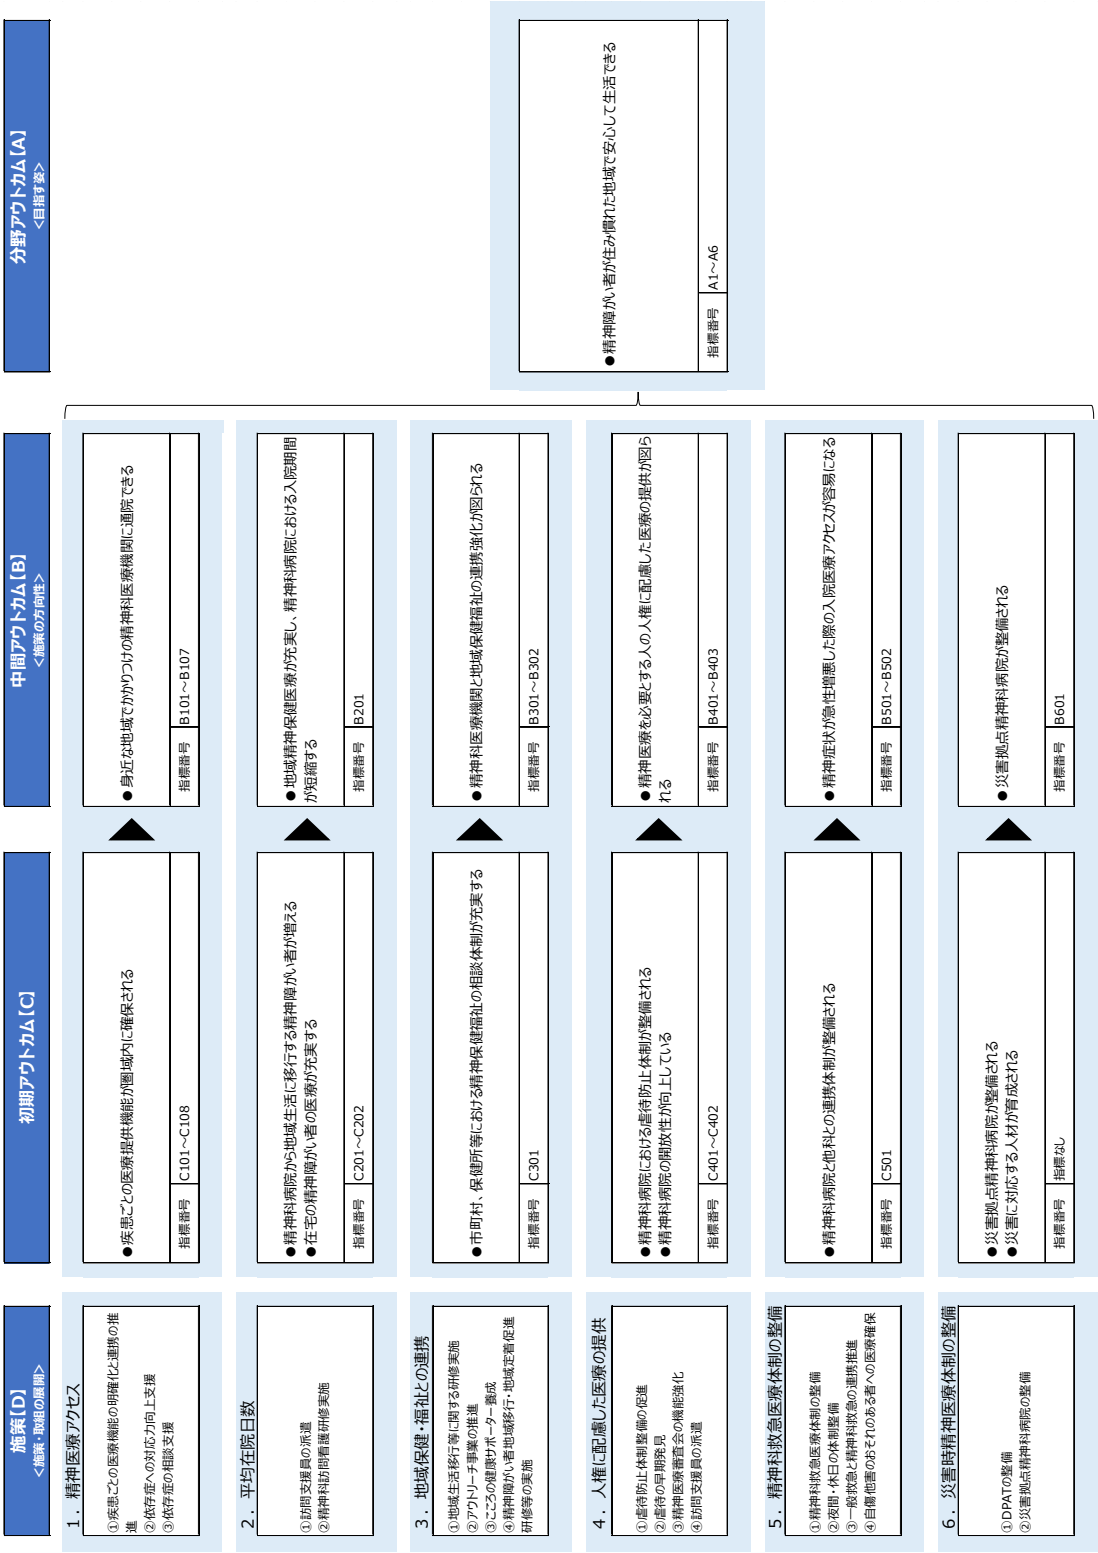 施策【D】
＜施策・取組の展開＞
初期アウトカム【C】
中間アウトカム【B】
＜施策の方向性＞
分野アウトカム【A】
＜目指す姿＞
１．精神医療アクセス
①疾患ごとの医療機能の明確化と連携の推
進
②依存症への対応力向上支援
③依存症の相談支援
●疾患ごとの医療提供機能が圏域内に確保される
指標番号 C101～C108
●身近な地域でかかりつけの精神科医療機関に通院できる
指標番号 B101～B107
２．平均在院日数
①訪問支援員の派遣
②精神科訪問看護研修実施
●精神科病院から地域生活に移行する精神障がい者が増える
●在宅の精神障がい者の医療が充実する
指標番号 C201～C202
●地域精神保健医療が充実し、精神科病院における入院期間
が短縮する
指標番号 B201
３．地域保健・福祉との連携
①地域生活移行等に関する研修実施
②アウトリーチ事業の推進
③こころの健康サポーター養成
④精神障がい者地域移行・地域定着促進
研修等の実施
●市町村、保健所等における精神保健福祉の相談体制が充実する
指標番号 C301
●精神科医療機関と地域保健福祉の連携強化が図られる
指標番号 B301～B302
４．人権に配慮した医療の提供
①虐待防止体制整備の促進
②虐待の早期発見
③精神医療審査会の機能強化
④訪問支援員の派遣
●精神科病院における虐待防止体制が整備される
●精神科病院の開放性が向上している
指標番号 C401～C402
●精神医療を必要とする人の人権に配慮した医療の提供が図ら
れる
指標番号 B401～B403
５．精神科救急医療体制の整備
①精神科救急医療体制の整備
②夜間・休日の体制整備
③一般救急と精神科救急の連携推進
④自傷他害のおそれのある者への医療確保
●精神科病院と他科との連携体制が整備される
指標番号 C501
●精神症状が急性増悪した際の入院医療アクセスが容易になる
指標番号 B501～B502
６．災害時精神医療体制の整備
①DPATの整備
②災害拠点精神科病院の整備
●災害拠点精神科病院が整備される
●災害に対応する人材が育成される
指標番号 指標なし
●災害拠点精神科病院が整備される
指標番号 B601
●精神障がい者が住み慣れた地域で安心して生活できる
指標番号 A1～A6